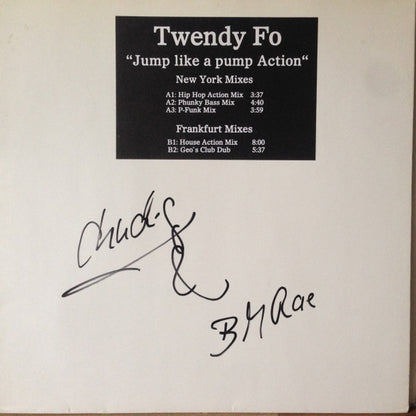 Twendy Fo
“Jump like a pump Action“
New York Mixes
A1: Hip Hop Action Mix 3:37
A2: Phunky Bass Mix 4:40
A3: P-Funk Mix 3:59
Frankfurt Mixes
B1: House Action Mix 8:00
B2: Geo's Club Dub 5:37
&
Rae